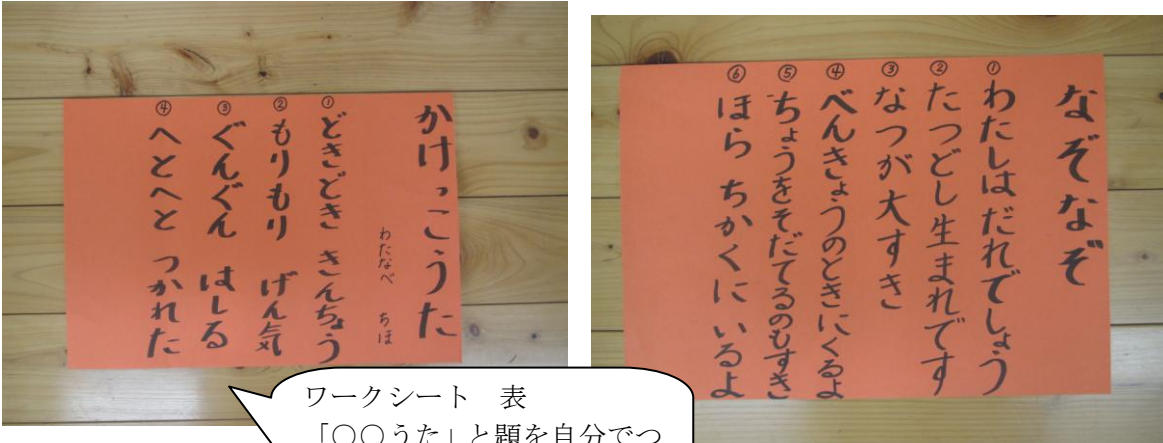 かけっこうた
わたなべ ちほ
①どきどき きんちょう
②もりもり げん気
③ぐんぐん はしる
④へとへと つかれた
なぞなぞ
①わたしはだれでしょう
②たつどし生まれです
③なつが大すき
④べんきょうのときにくるよ
⑤ちょうをそだてるのもすき
⑥ほら ちかくに いるよ
ワークシート 表
「○○うた」と題を自分でつ